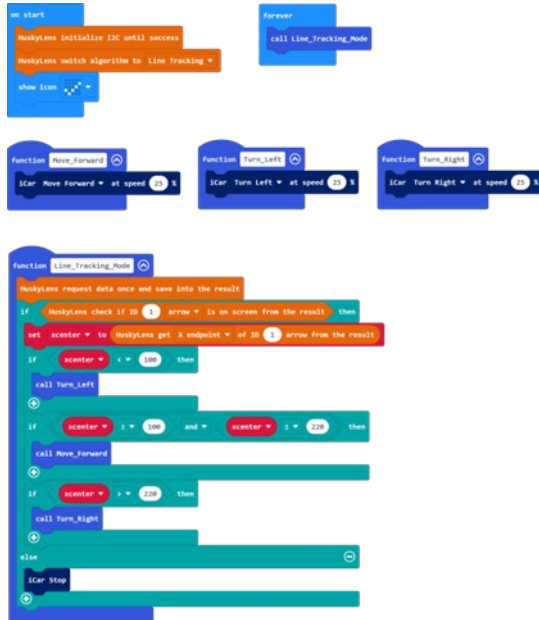 on start
HuskyLens initialize I2C until success
HuskyLens switch algorithm to Line Tracking
show icon
forever
call Line_Tracking_Mode
function Move_Forward
iCar Move Forward at speed 25 %
function Turn_Left
iCar Turn Left at speed 25 %
function Turn_Right
iCar Turn Right at speed 25 %
function Line_Tracking_Mode
HuskyLens request data once and save into the result
if HuskyLens check if ID 1 arrow is on screen from the result then
set xcenter to HuskyLens get X endpoint of ID 1 arrow from the result
if xcenter < 100 then
call Turn_Left
if xcenter ≥ 100 and xcenter ≤ 220 then
call Move_Forward
if xcenter > 220 then
call Turn_Right
else
iCar Stop